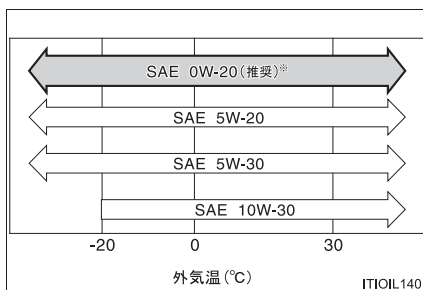 SAE 0W-20(推奨)※
SAE 5W-20
SAE 5W-30
SAE 10W-30
-20 0 30
外気温(℃)
ITIOIL140